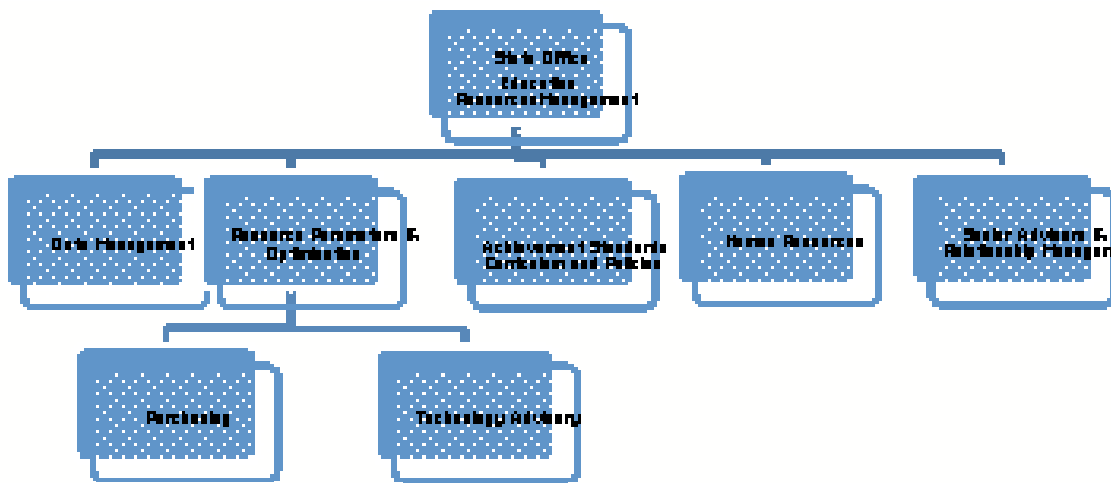 State Office
Education
Resources Management
Data Management
Resource Parameters &
Optimization
Achievement Standards
Curriculum and Policies
Human Resources
Senior Advisors &
Relationship
Purchasing
Technology Advisory